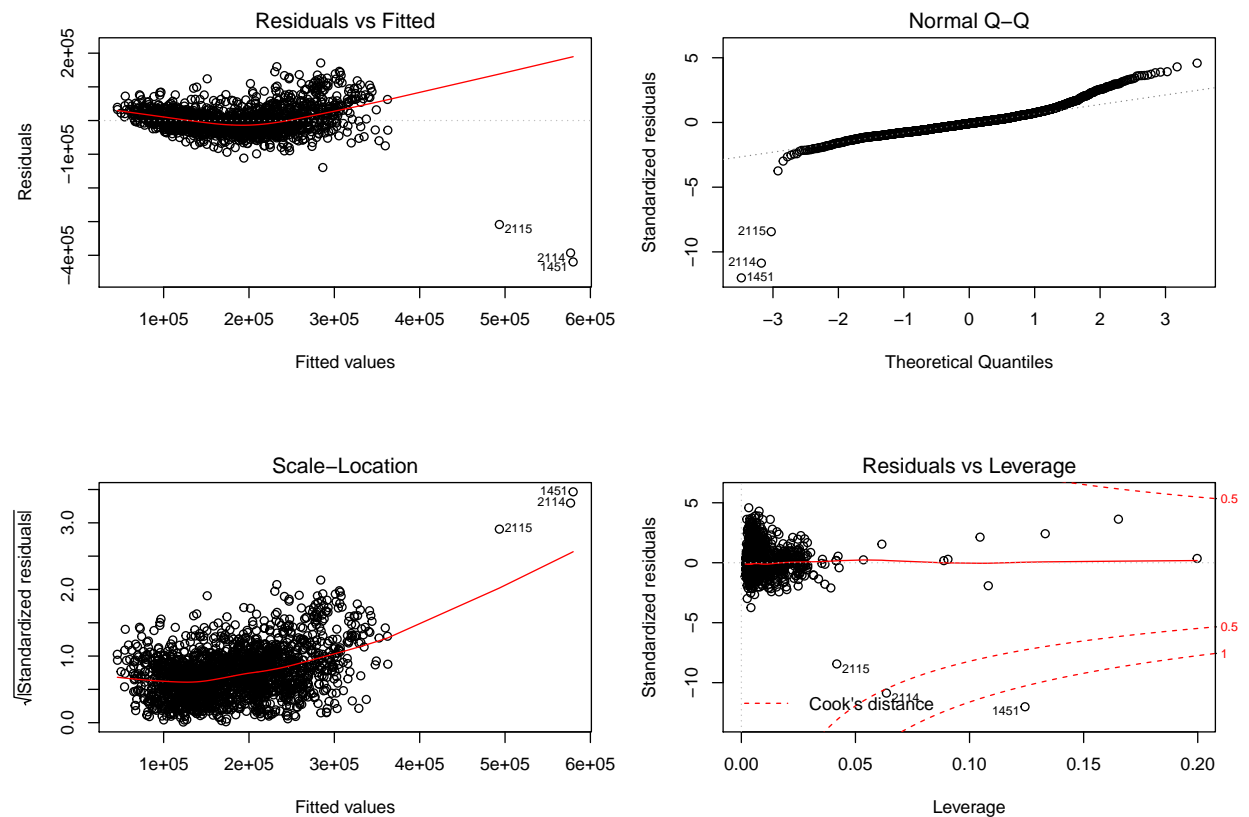 Residuals vs Fitted
2e+05
−1e+05
−4e+05
Residuals
2115
2114
1451
1e+05 2e+05 3e+05 4e+05 5e+05 6e+05
Fitted values
Normal Q−Q
5
0
−5
−10
Standardized residuals
2115
2114
1451
−3 −2 −1 0 1 2 3
Theoretical Quantiles
Scale−Location
3.0
2.0
1.0
0.0
√|Standardized residuals|
1451
2114
2115
1e+05 2e+05 3e+05 4e+05 5e+05 6e+05
Fitted values
Residuals vs Leverage
5
0
−5
−10
Standardized residuals
0.5
0.5
1
2115
2114
Cook's distance
1451
0.00 0.05 0.10 0.15 0.20
Leverage